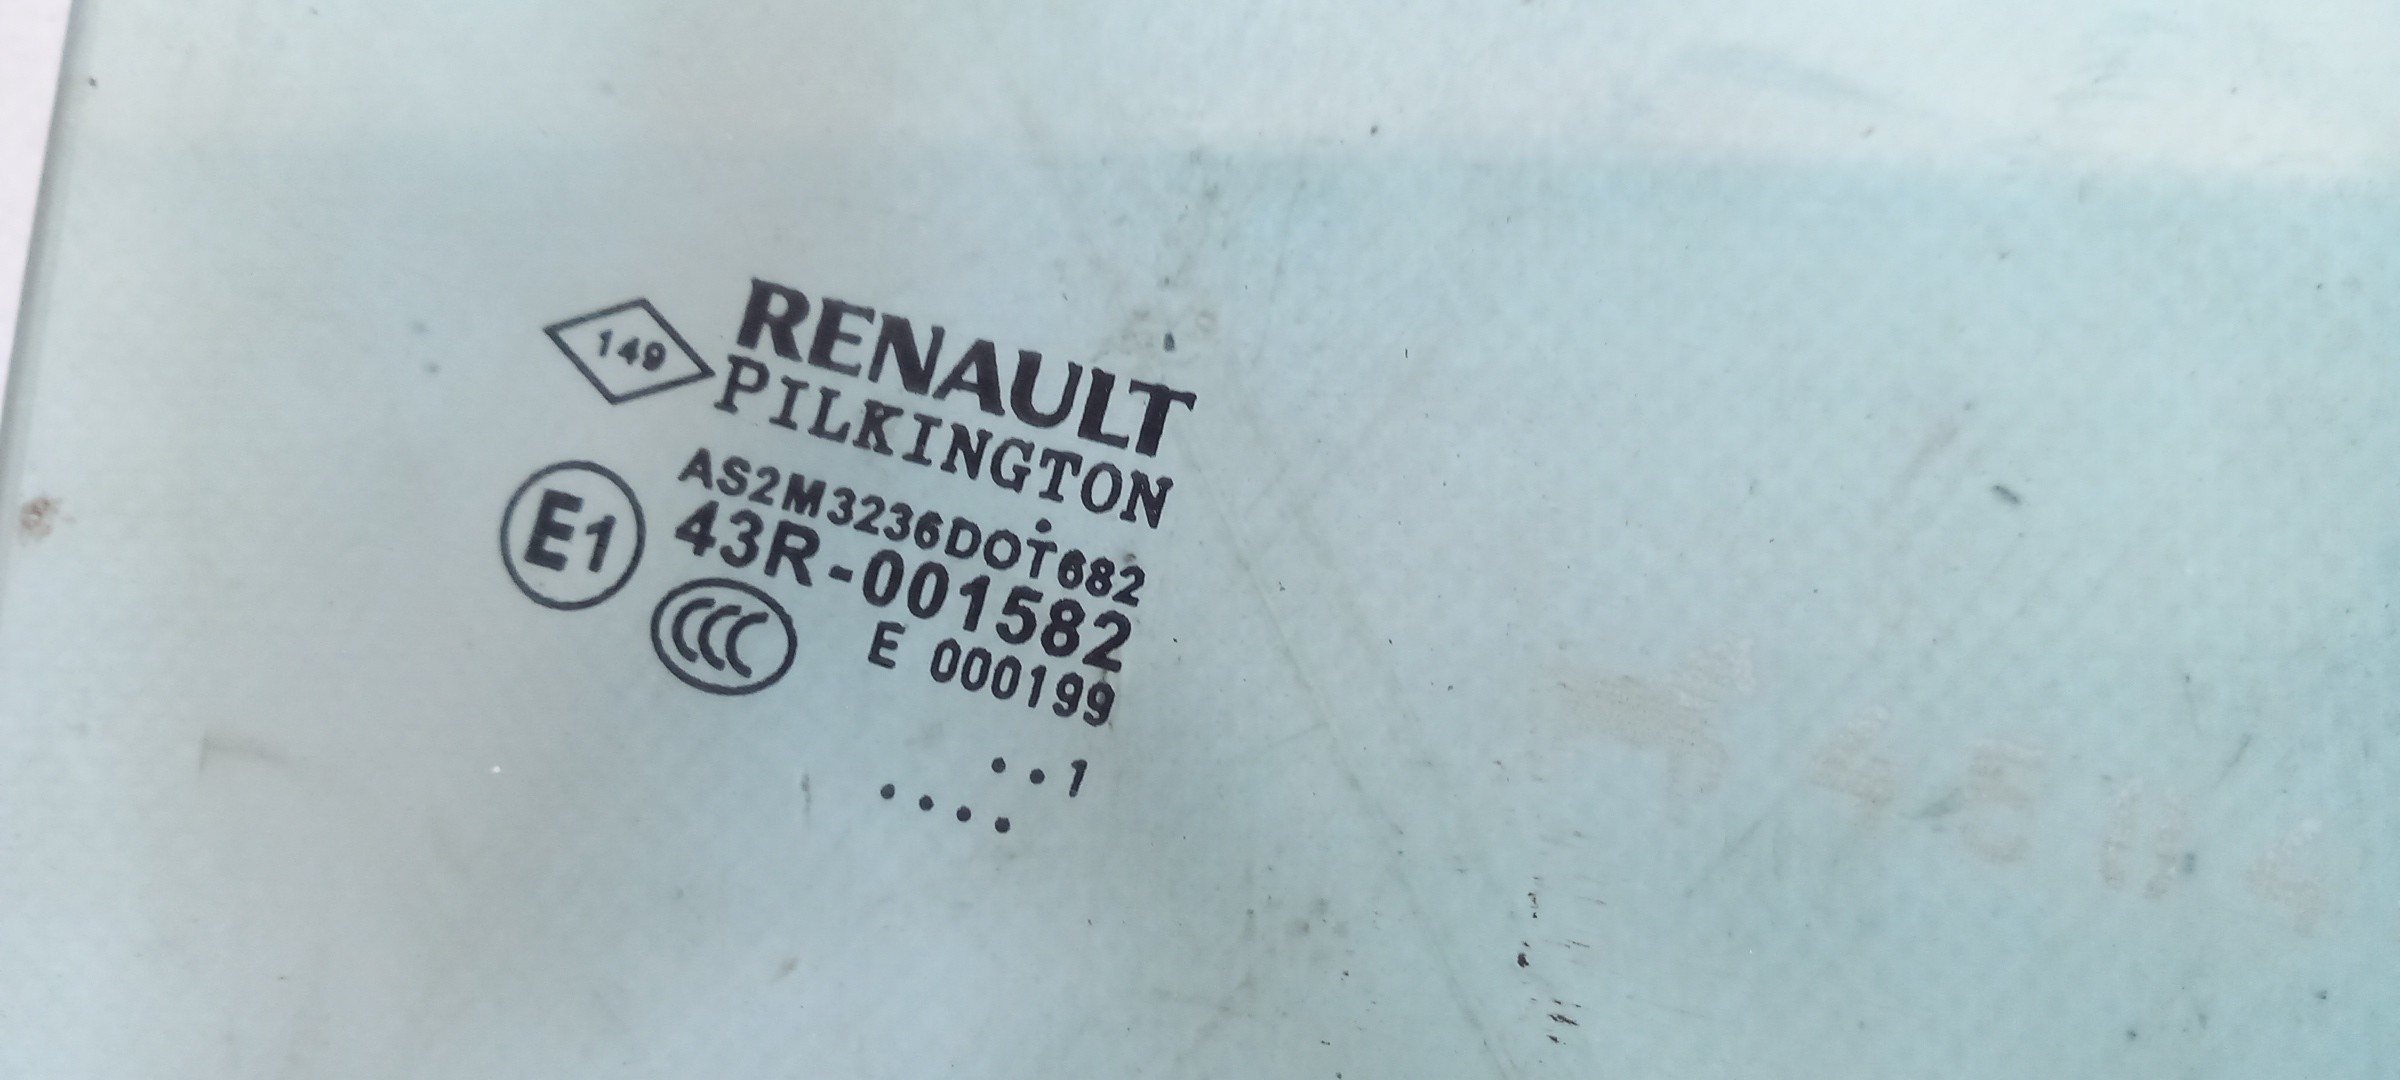 149
RENAULT
PILKINGTON
AS2M3236DOT682
E1
43R-001582
CCC
E 000199
..1
....